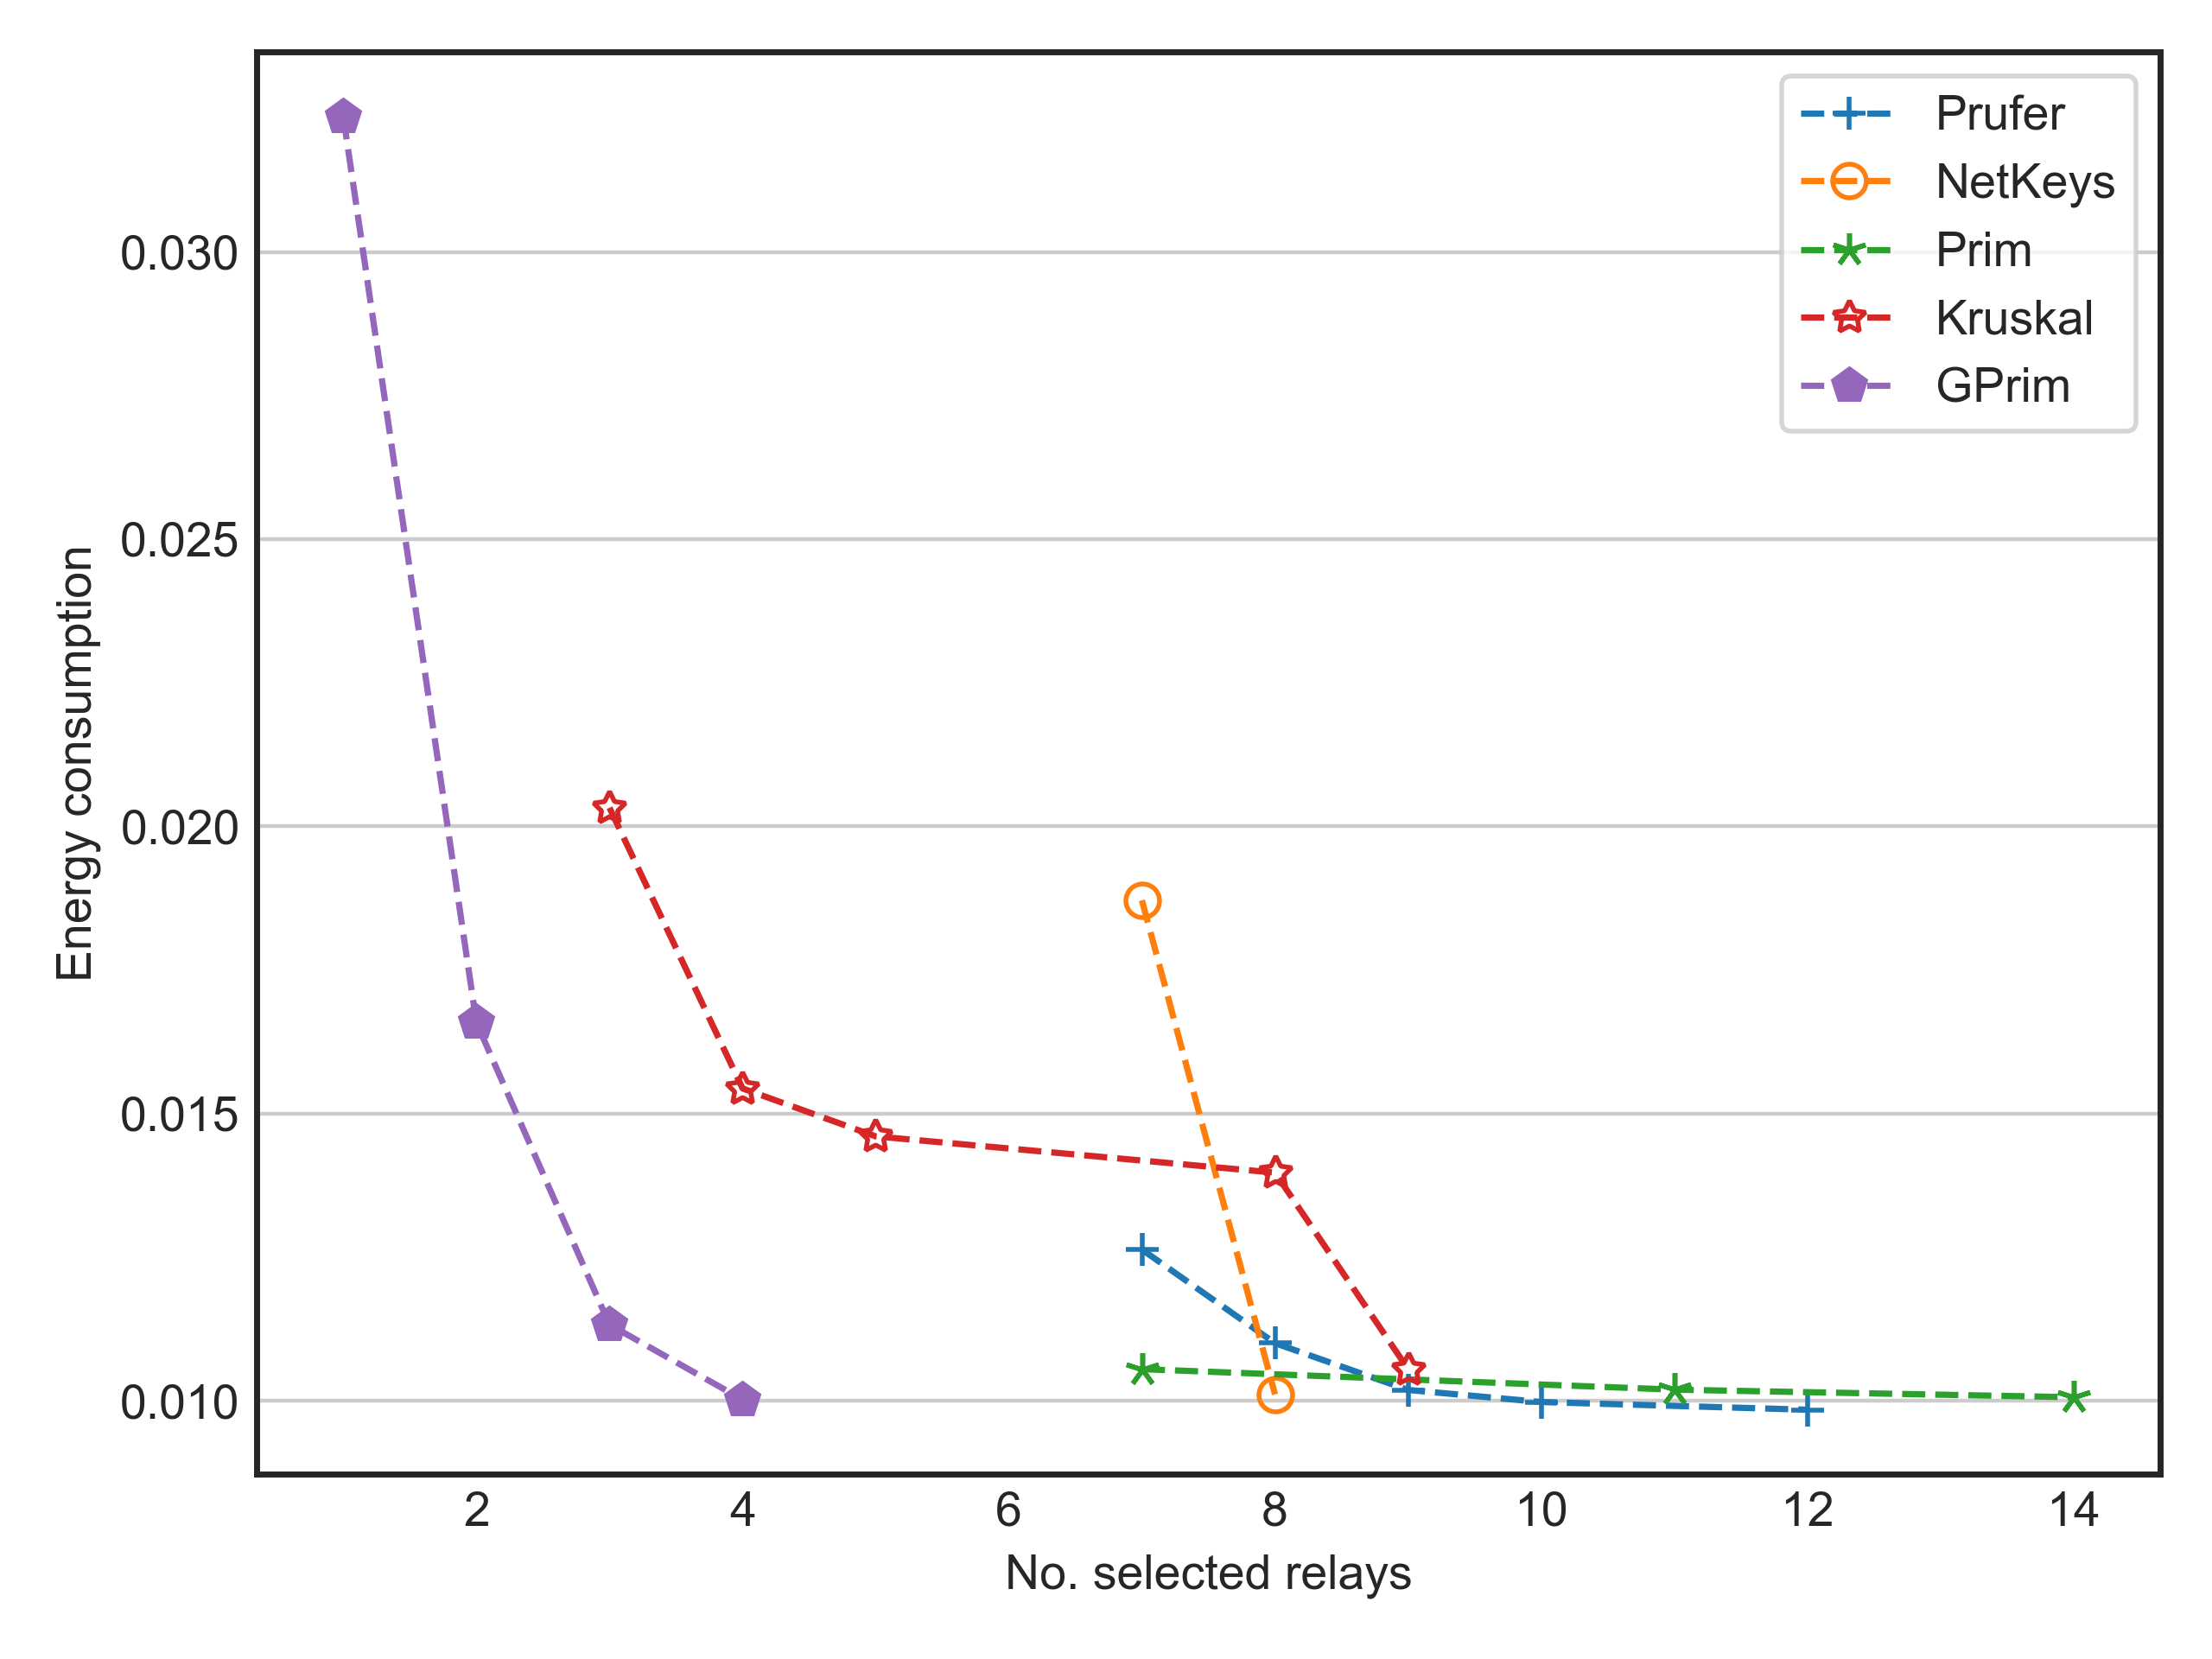 Prufer
NetKeys
Prim
Kruskal
GPrim
Energy consumption
0.030
0.025
0.020
0.015
0.010
2 4 6 8 10 12 14
No. selected relays